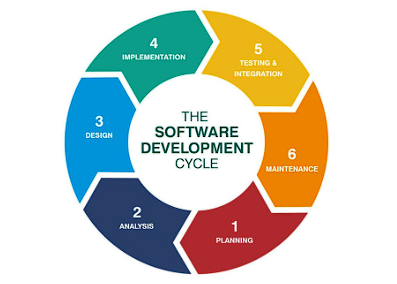 THE
SOFTWARE
DEVELOPMENT
CYCLE
1
PLANNING
2
ANALYSIS
3
DESIGN
4
IMPLEMENTATION
5
TESTING &
INTEGRATION
6
MAINTENANCE